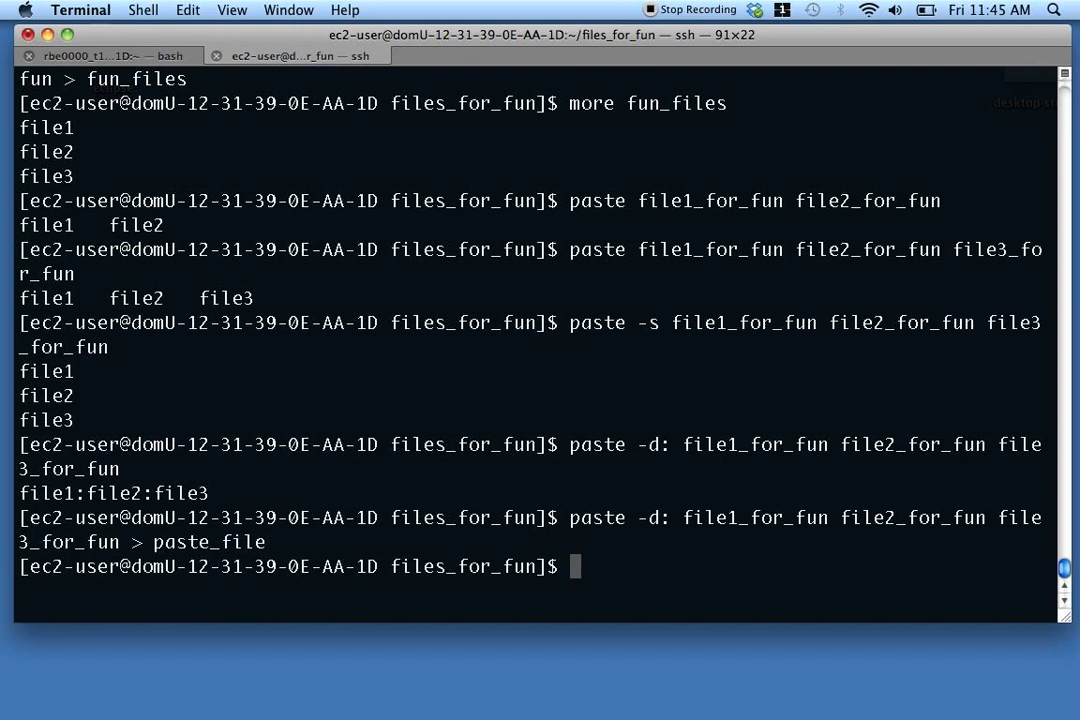 Terminal Shell Edit View Window Help Stop Recording 1 Fri 11:45 AM
ec2-user@domU-12-31-39-0E-AA-1D:~/files_for_fun — ssh — 91×22
rbe0000_t1...1D:~ — bash ec2-user@d...r_fun — ssh
fun > fun_files
[ec2-user@domU-12-31-39-0E-AA-1D files_for_fun]$ more fun_files
file1
file2
file3
[ec2-user@domU-12-31-39-0E-AA-1D files_for_fun]$ paste file1_for_fun file2_for_fun
file1 file2
[ec2-user@domU-12-31-39-0E-AA-1D files_for_fun]$ paste file1_for_fun file2_for_fun file3_fo
r_fun
file1 file2 file3
[ec2-user@domU-12-31-39-0E-AA-1D files_for_fun]$ paste -s file1_for_fun file2_for_fun file3
_for_fun
file1
file2
file3
[ec2-user@domU-12-31-39-0E-AA-1D files_for_fun]$ paste -d: file1_for_fun file2_for_fun file
3_for_fun
file1:file2:file3
[ec2-user@domU-12-31-39-0E-AA-1D files_for_fun]$ paste -d: file1_for_fun file2_for_fun file
3_for_fun > paste_file
[ec2-user@domU-12-31-39-0E-AA-1D files_for_fun]$